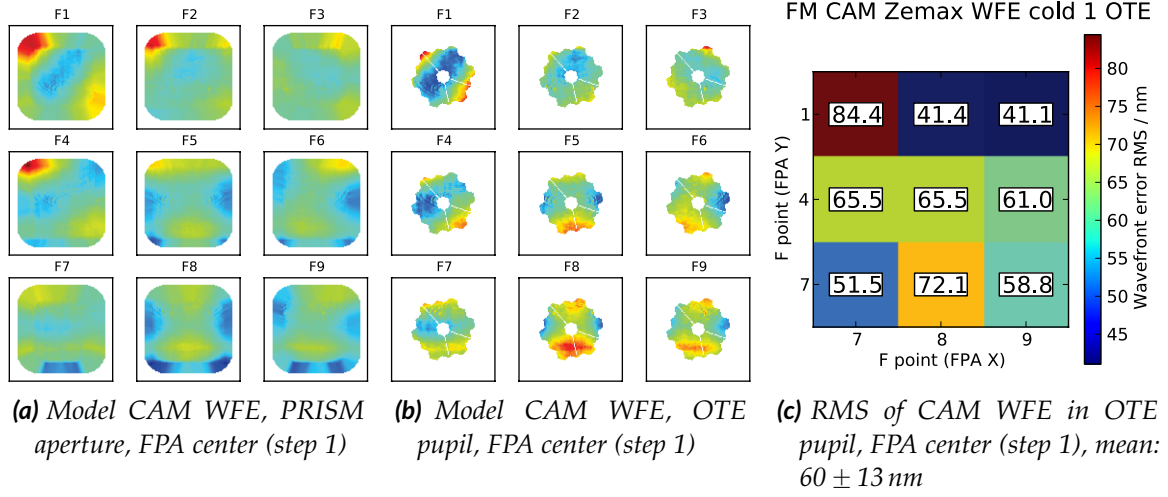 F1
F2
F3
F4
F5
F6
F7
F8
F9
(a) Model CAM WFE, PRISM
aperture, FPA center (step 1)
F1
F2
F3
F4
F5
F6
F7
F8
F9
(b) Model CAM WFE, OTE
pupil, FPA center (step 1)
FM CAM Zemax WFE cold 1 OTE
1
84.4
41.4
41.1
4
65.5
65.5
61.0
7
51.5
72.1
58.8
7
8
9
F point (FPA X)
F point (FPA Y)
80
75
70
65
60
55
50
45
Wavefront error RMS / nm
(c) RMS of CAM WFE in OTE
pupil, FPA center (step 1), mean:
60 ± 13 nm